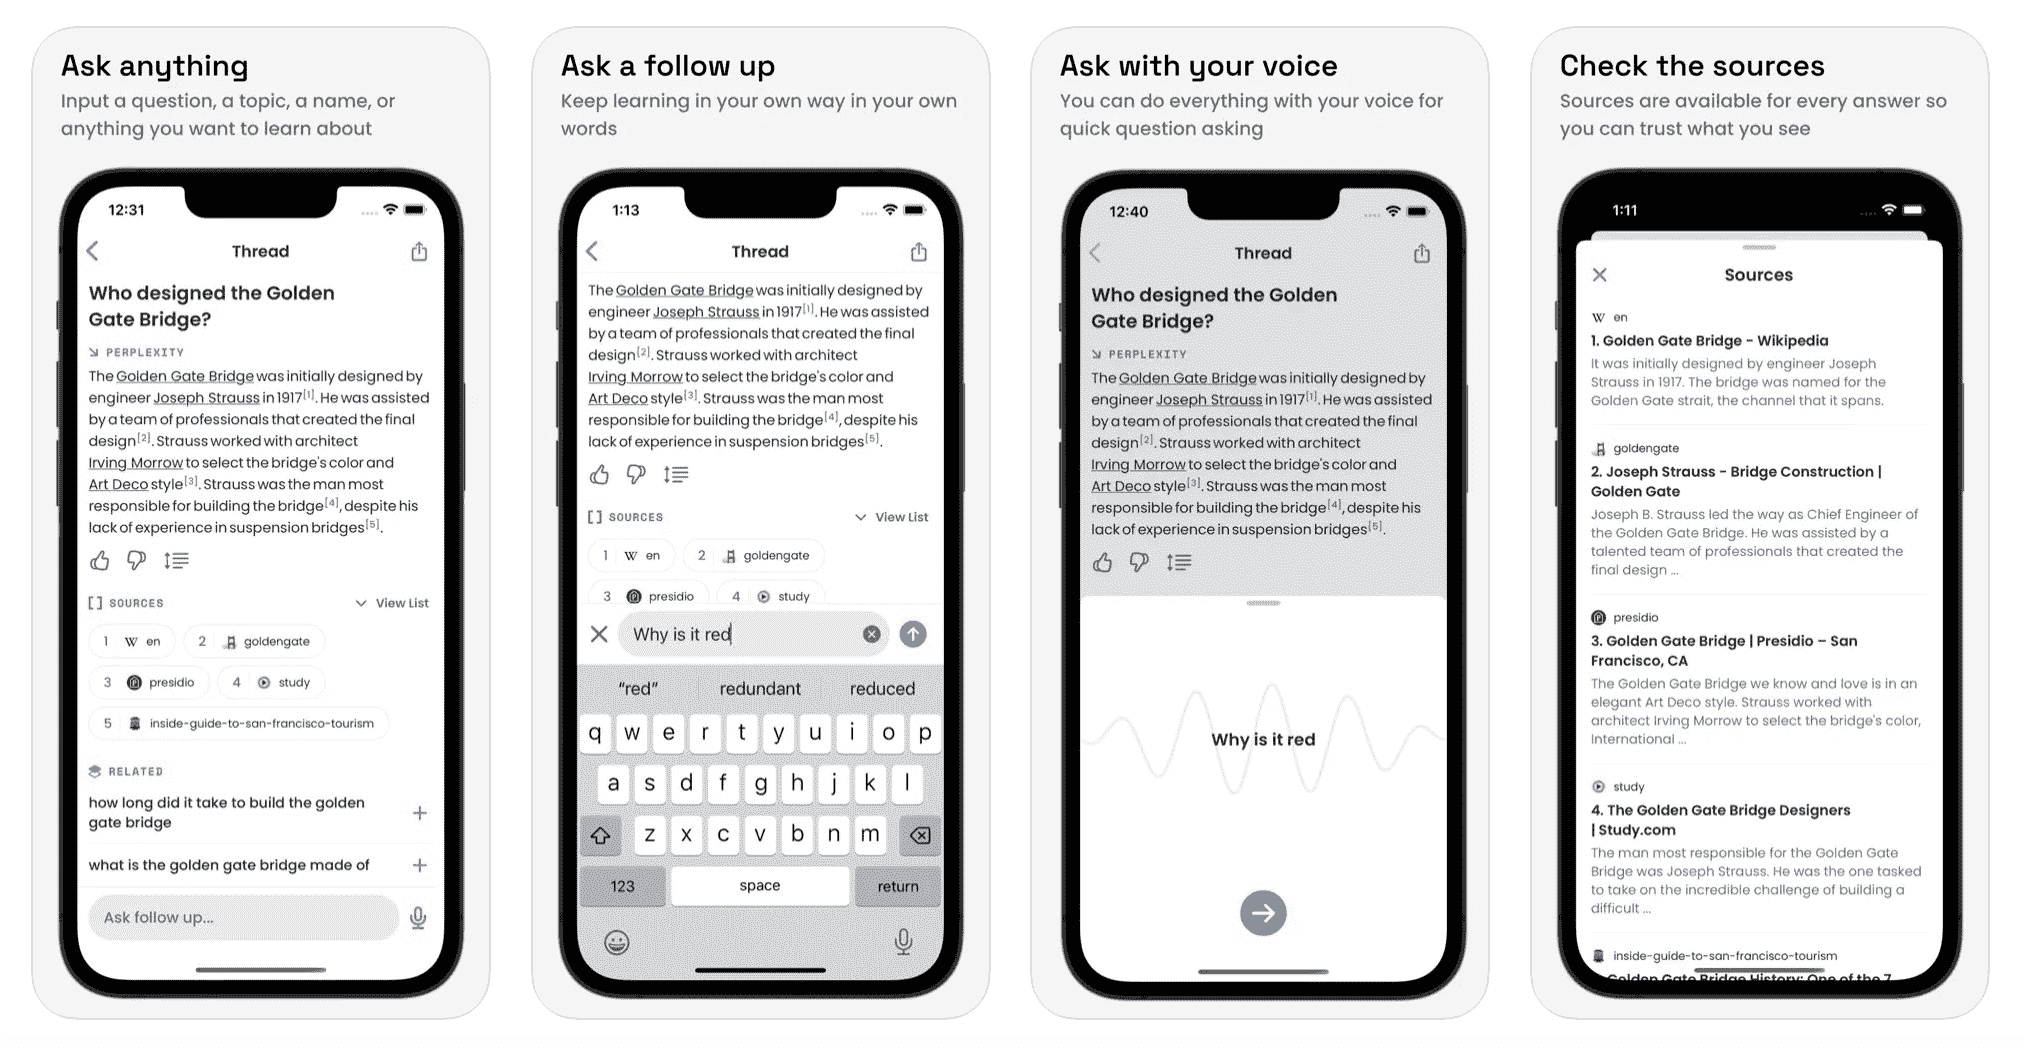 Ask anything
Input a question, a topic, a name, or
anything you want to learn about
12:31
Thread
Who designed the Golden
Gate Bridge?
PERPLEXITY
The Golden Gate Bridge was initially designed by
engineer Joseph Strauss in 1917[1]. He was assisted
by a team of professionals that created the final
design[2]. Strauss worked with architect
Irving Morrow to select the bridge's color and
Art Deco style[3]. Strauss was the man most
responsible for building the bridge[4], despite his
lack of experience in suspension bridges[5].
SOURCES View List
1 W en 2 goldengate
3 presidio 4 study
5 inside-guide-to-san-francisco-tourism
RELATED
how long did it take to build the golden
gate bridge
what is the golden gate bridge made of
Ask follow up...
Ask a follow up
Keep learning in your own way in your own
words
1:13
Thread
The Golden Gate Bridge was initially designed by
engineer Joseph Strauss in 1917[1]. He was assisted
by a team of professionals that created the final
design[2]. Strauss worked with architect
Irving Morrow to select the bridge's color and
Art Deco style[3]. Strauss was the man most
responsible for building the bridge[4], despite his
lack of experience in suspension bridges[5].
SOURCES View List
1 W en 2 goldengate
3 presidio 4 study
Why is it red
"red" redundant reduced
q w e r t y u i o p
a s d f g h j k l
z x c v b n m
123 space return
Ask with your voice
You can do everything with your voice for
quick question asking
12:40
Thread
Who designed the Golden
Gate Bridge?
PERPLEXITY
The Golden Gate Bridge was initially designed by
engineer Joseph Strauss in 1917[1]. He was assisted
by a team of professionals that created the final
design[2]. Strauss worked with architect
Irving Morrow to select the bridge's color and
Art Deco style[3]. Strauss was the man most
responsible for building the bridge[4], despite his
lack of experience in suspension bridges[5].
Why is it red
Check the sources
Sources are available for every answer so
you can trust what you see
1:11
Sources
W en
1. Golden Gate Bridge - Wikipedia
It was initially designed by engineer Joseph
Strauss in 1917. The bridge was named for the
Golden Gate strait, the channel that it spans.
goldengate
2. Joseph Strauss - Bridge Construction |
Golden Gate
Joseph B. Strauss led the way as Chief Engineer of
the Golden Gate Bridge. He was assisted by a
talented team of professionals that created the
final design ...
presidio
3. Golden Gate Bridge | Presidio – San
Francisco, CA
The Golden Gate Bridge we know and love is in an
elegant Art Deco style. Strauss worked with
architect Irving Morrow to select the bridge's color,
International ...
study
4. The Golden Gate Bridge Designers
| Study.com
The man most responsible for the Golden Gate
Bridge was Joseph Strauss. He was the one tasked
to take on the incredible challenge of building a
difficult ...
inside-guide-to-san-francisco-tourism
Golden Gate Bridge History: One of the 7